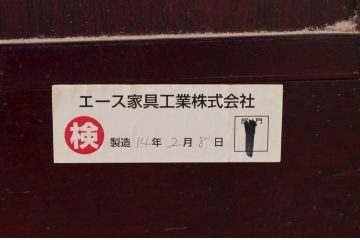 エース家具工業株式会社
検 製造 14年 2月 8日